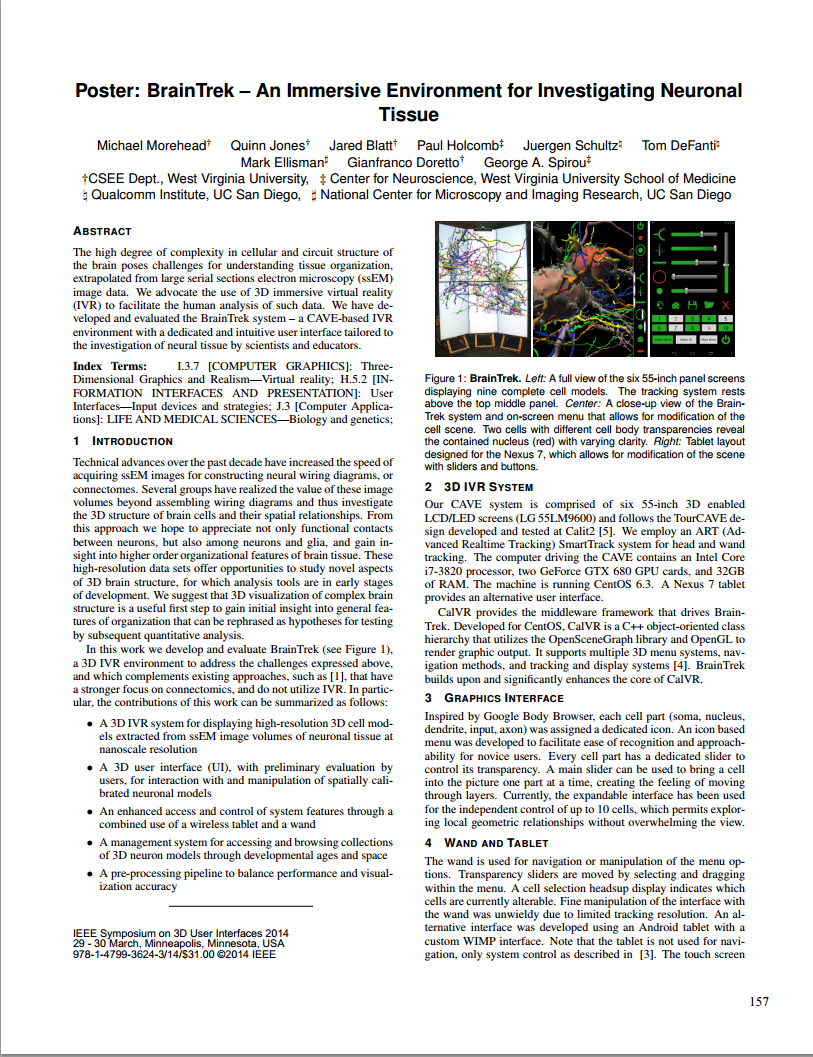 Poster: BrainTrek – An Immersive Environment for Investigating Neuronal
Tissue
Michael Morehead† Quinn Jones† Jared Blatt† Paul Holcomb‡ Juergen Schultz♮ Tom DeFanti♮
Mark Ellisman♯ Gianfranco Doretto† George A. Spirou‡
†CSEE Dept., West Virginia University, ‡ Center for Neuroscience, West Virginia University School of Medicine
♮ Qualcomm Institute, UC San Diego, ♯ National Center for Microscopy and Imaging Research, UC San Diego
ABSTRACT
The high degree of complexity in cellular and circuit structure of
the brain poses challenges for understanding tissue organization,
extrapolated from large serial sections electron microscopy (ssEM)
image data. We advocate the use of 3D immersive virtual reality
(IVR) to facilitate the human analysis of such data. We have de-
veloped and evaluated the BrainTrek system – a CAVE-based IVR
environment with a dedicated and intuitive user interface tailored to
the investigation of neural tissue by scientists and educators.
Index Terms: I.3.7 [COMPUTER GRAPHICS]: Three-
Dimensional Graphics and Realism—Virtual reality; H.5.2 [IN-
FORMATION INTERFACES AND PRESENTATION]: User
Interfaces—Input devices and strategies; J.3 [Computer Applica-
tions]: LIFE AND MEDICAL SCIENCES—Biology and genetics;
1 INTRODUCTION
Technical advances over the past decade have increased the speed of
acquiring ssEM images for constructing neural wiring diagrams, or
connectomes. Several groups have realized the value of these image
volumes beyond assembling wiring diagrams and thus investigate
the 3D structure of brain cells and their spatial relationships. From
this approach we hope to appreciate not only functional contacts
between neurons, but also among neurons and glia, and gain in-
sight into higher order organizational features of brain tissue. These
high-resolution data sets offer opportunities to study novel aspects
of 3D brain structure, for which analysis tools are in early stages
of development. We suggest that 3D visualization of complex brain
structure is a useful first step to gain initial insight into general fea-
tures of organization that can be rephrased as hypotheses for testing
by subsequent quantitative analysis.
In this work we develop and evaluate BrainTrek (see Figure 1),
a 3D IVR environment to address the challenges expressed above,
and which complements existing approaches, such as [1], that have
a stronger focus on connectomics, and do not utilize IVR. In partic-
ular, the contributions of this work can be summarized as follows:
• A 3D IVR system for displaying high-resolution 3D cell mod-
els extracted from ssEM image volumes of neuronal tissue at
nanoscale resolution
• A 3D user interface (UI), with preliminary evaluation by
users, for interaction with and manipulation of spatially cali-
brated neuronal models
• An enhanced access and control of system features through a
combined use of a wireless tablet and a wand
• A management system for accessing and browsing collections
of 3D neuron models through developmental ages and space
• A pre-processing pipeline to balance performance and visual-
ization accuracy
IEEE Symposium on 3D User Interfaces 2014
29 - 30 March, Minneapolis, Minnesota, USA
978-1-4799-3624-3/14/$31.00 ©2014 IEEE
Figure 1: BrainTrek. Left: A full view of the six 55-inch panel screens
displaying nine complete cell models. The tracking system rests
above the top middle panel. Center: A close-up view of the Brain-
Trek system and on-screen menu that allows for modification of the
cell scene. Two cells with different cell body transparencies reveal
the contained nucleus (red) with varying clarity. Right: Tablet layout
designed for the Nexus 7, which allows for modification of the scene
with sliders and buttons.
2 3D IVR SYSTEM
Our CAVE system is comprised of six 55-inch 3D enabled
LCD/LED screens (LG 55LM9600) and follows the TourCAVE de-
sign developed and tested at Calit2 [5]. We employ an ART (Ad-
vanced Realtime Tracking) SmartTrack system for head and wand
tracking. The computer driving the CAVE contains an Intel Core
i7-3820 processor, two GeForce GTX 680 GPU cards, and 32GB
of RAM. The machine is running CentOS 6.3. A Nexus 7 tablet
provides an alternative user interface.
CalVR provides the middleware framework that drives Brain-
Trek. Developed for CentOS, CalVR is a C++ object-oriented class
hierarchy that utilizes the OpenSceneGraph library and OpenGL to
render graphic output. It supports multiple 3D menu systems, nav-
igation methods, and tracking and display systems [4]. BrainTrek
builds upon and significantly enhances the core of CalVR.
3 GRAPHICS INTERFACE
Inspired by Google Body Browser, each cell part (soma, nucleus,
dendrite, input, axon) was assigned a dedicated icon. An icon based
menu was developed to facilitate ease of recognition and approach-
ability for novice users. Every cell part has a dedicated slider to
control its transparency. A main slider can be used to bring a cell
into the picture one part at a time, creating the feeling of moving
through layers. Currently, the expandable interface has been used
for the independent control of up to 10 cells, which permits explor-
ing local geometric relationships without overwhelming the view.
4 WAND AND TABLET
The wand is used for navigation or manipulation of the menu op-
tions. Transparency sliders are moved by selecting and dragging
within the menu. A cell selection headsup display indicates which
cells are currently alterable. Fine manipulation of the interface with
the wand was unwieldy due to limited tracking resolution. An al-
ternative interface was developed using an Android tablet with a
custom WIMP interface. Note that the tablet is not used for navi-
gation, only system control as described in [3]. The touch screen
157